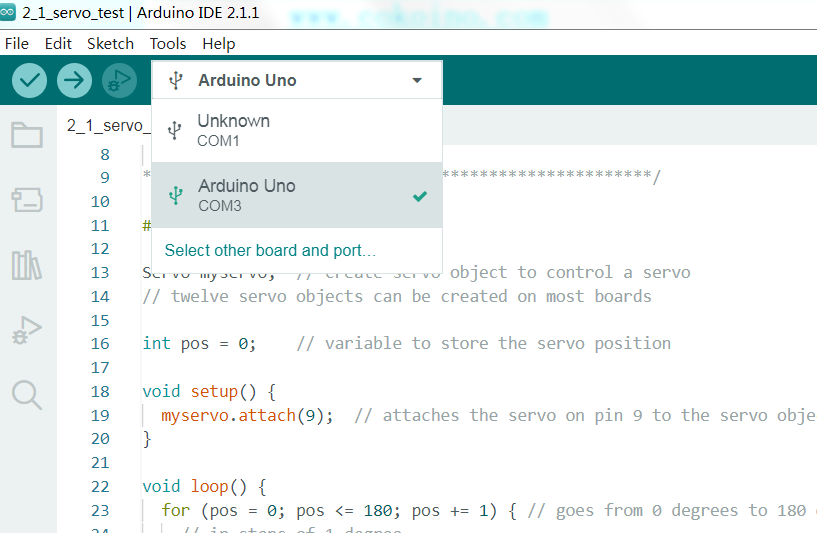 2_1_servo_test | Arduino IDE 2.1.1
www.cokoino.com
File Edit Sketch Tools Help
Arduino Uno
Unknown
COM1
Arduino Uno
COM3
Select other board and port…
2_1_servo_
8
9 * *********************/
10
11 #
12
13 Servo myservo; // create servo object to control a servo
14 // twelve servo objects can be created on most boards
15
16 int pos = 0; // variable to store the servo position
17
18 void setup() {
19 myservo.attach(9); // attaches the servo on pin 9 to the servo obje
20 }
21
22 void loop() {
23 for (pos = 0; pos <= 180; pos += 1) { // goes from 0 degrees to 180
24 // in steps of 1 degree